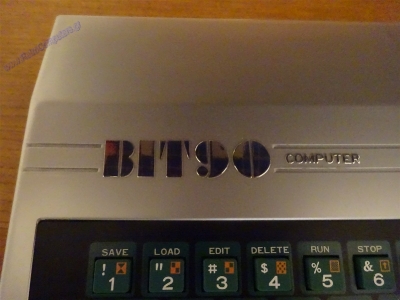 BIT90 COMPUTER
SAVE LOAD EDIT DELETE RUN STOP
! " # $ % &
1 2 3 4 5 6